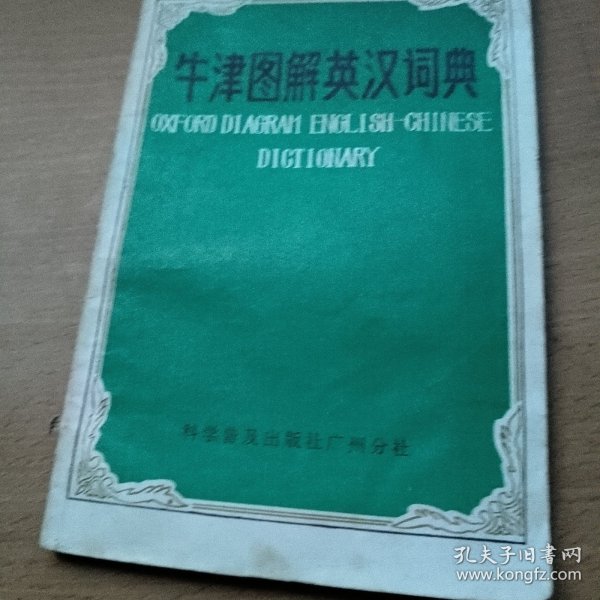 牛津图解英汉词典
OXFORD DIAGRAM ENGLISH-CHINESE
DICTIONARY
科学普及出版社广州分社
孔夫子旧书网
www.kongfz.com